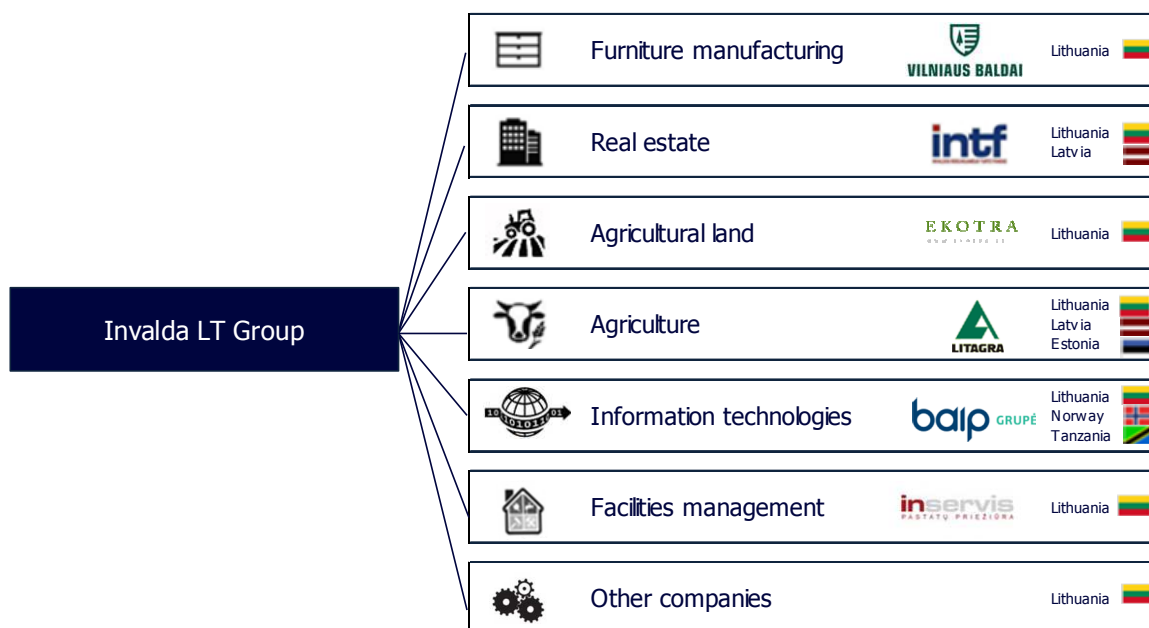 Furniture manufacturing
VILNIAUS BALDAI
Lithuania
Real estate
intf
Lithuania
Latvia
Agricultural land
EKOTRA
Lithuania
Invalda LT Group
Agriculture
LITAGRA
Lithuania
Latvia
Estonia
Information technologies
baip GRUPĖ
Lithuania
Norway
Tanzania
Facilities management
inservis
PASTATŲ PRIEŽIŪRA
Lithuania
Other companies
Lithuania